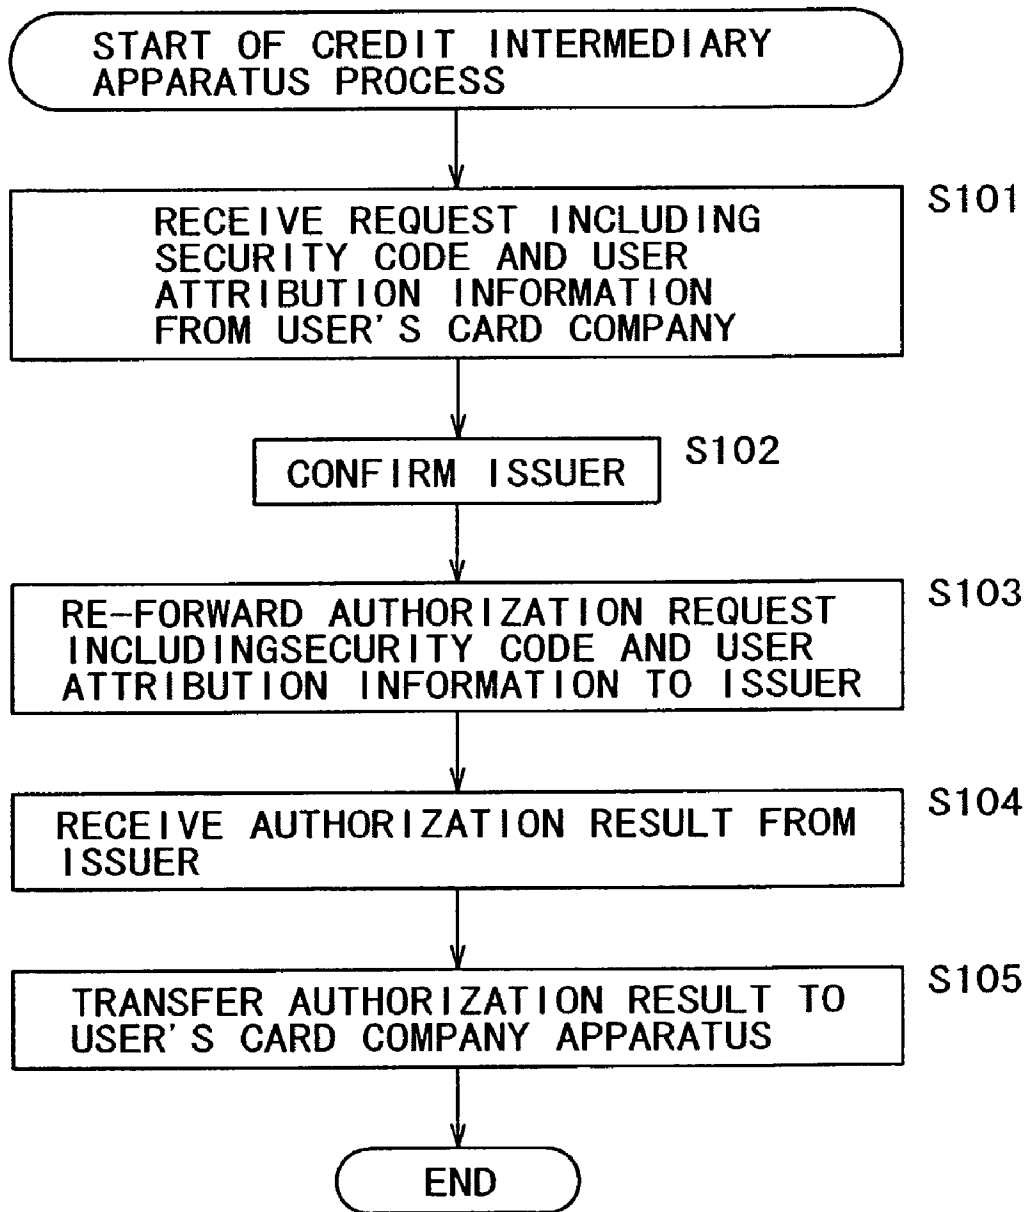 START OF CREDIT INTERMEDIARY
APPARATUS PROCESS
S101
RECEIVE REQUEST INCLUDING
SECURITY CODE AND USER
ATTRIBUTION INFORMATION
FROM USER'S CARD COMPANY
S102
CONFIRM ISSUER
S103
RE-FORWARD AUTHORIZATION REQUEST
INCLUDINGSECURITY CODE AND USER
ATTRIBUTION INFORMATION TO ISSUER
S104
RECEIVE AUTHORIZATION RESULT FROM
ISSUER
S105
TRANSFER AUTHORIZATION RESULT TO
USER'S CARD COMPANY APPARATUS
END